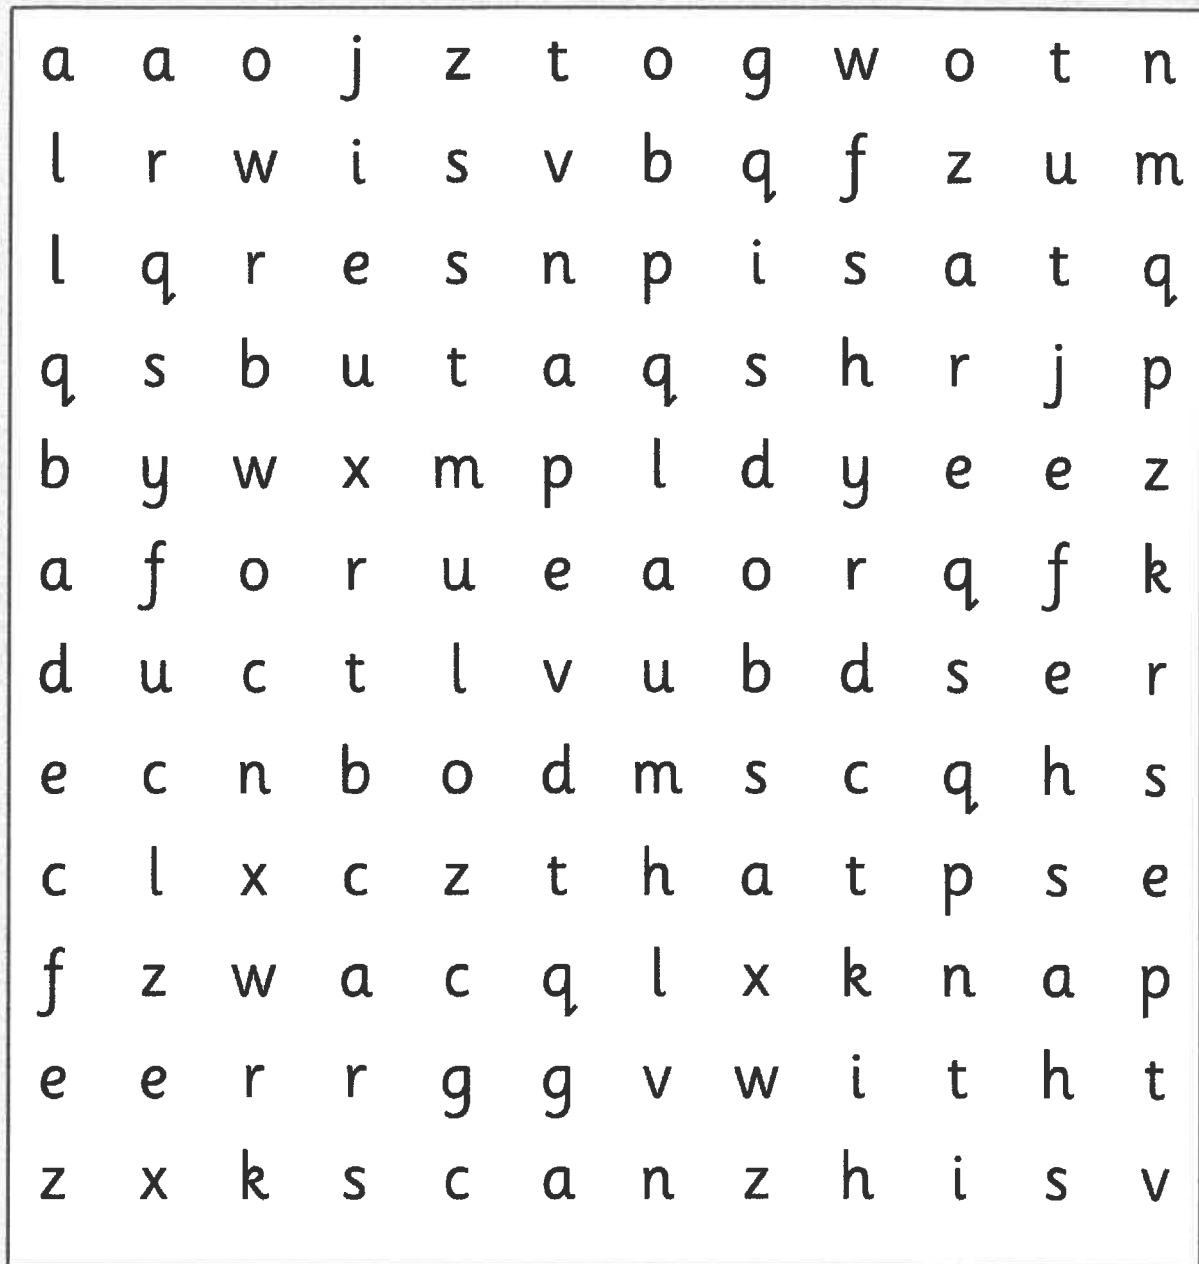 a a o j z t o g w o t n
l r w i s v b q f z u m
l q r e s n p i s a t q
q s b u t a q s h r j p
b y w x m p l d y e e z
a f o r u e a o r q f k
d u c t l v u b d s e r
e c n b o d m s c q h s
c l x c z t h a t p s e
f z w a c q l x k n a p
e e r r g g v w i t h t
z x k s c a n z h i s v